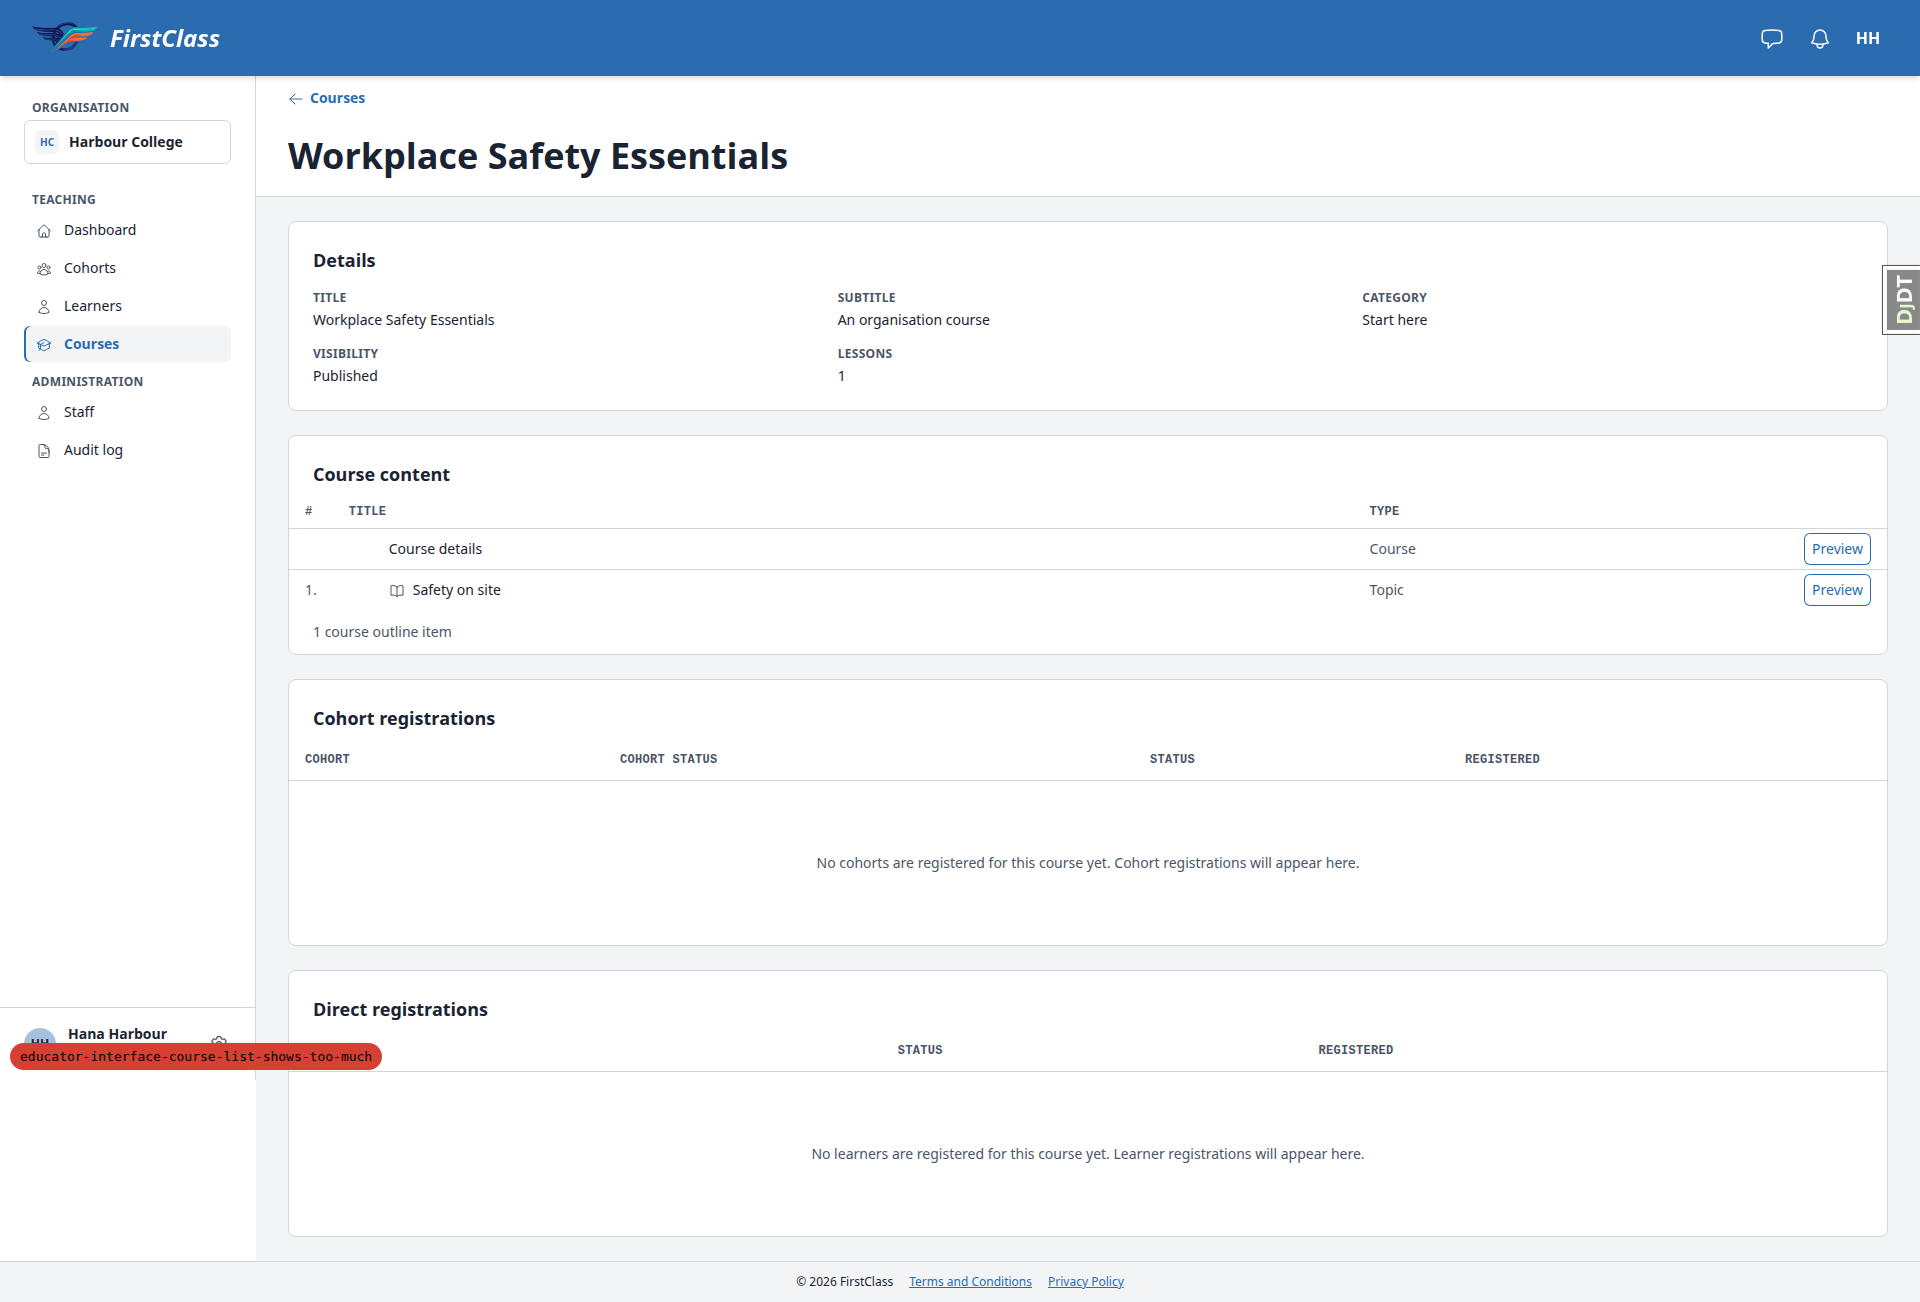 FirstClass
HH
ORGANISATION
HC Harbour College
TEACHING
Dashboard
Cohorts
Learners
Courses
ADMINISTRATION
Staff
Audit log
Hana Harbour
educator-interface-course-list-shows-too-much
Courses
Workplace Safety Essentials
Details
TITLE SUBTITLE CATEGORY
Workplace Safety Essentials An organisation course Start here
VISIBILITY LESSONS
Published 1
DJDT
Course content
# TITLE TYPE
Course details Course Preview
1. Safety on site Topic Preview
1 course outline item
Cohort registrations
COHORT COHORT STATUS STATUS REGISTERED
No cohorts are registered for this course yet. Cohort registrations will appear here.
Direct registrations
STATUS REGISTERED
No learners are registered for this course yet. Learner registrations will appear here.
© 2026 FirstClass Terms and Conditions Privacy Policy